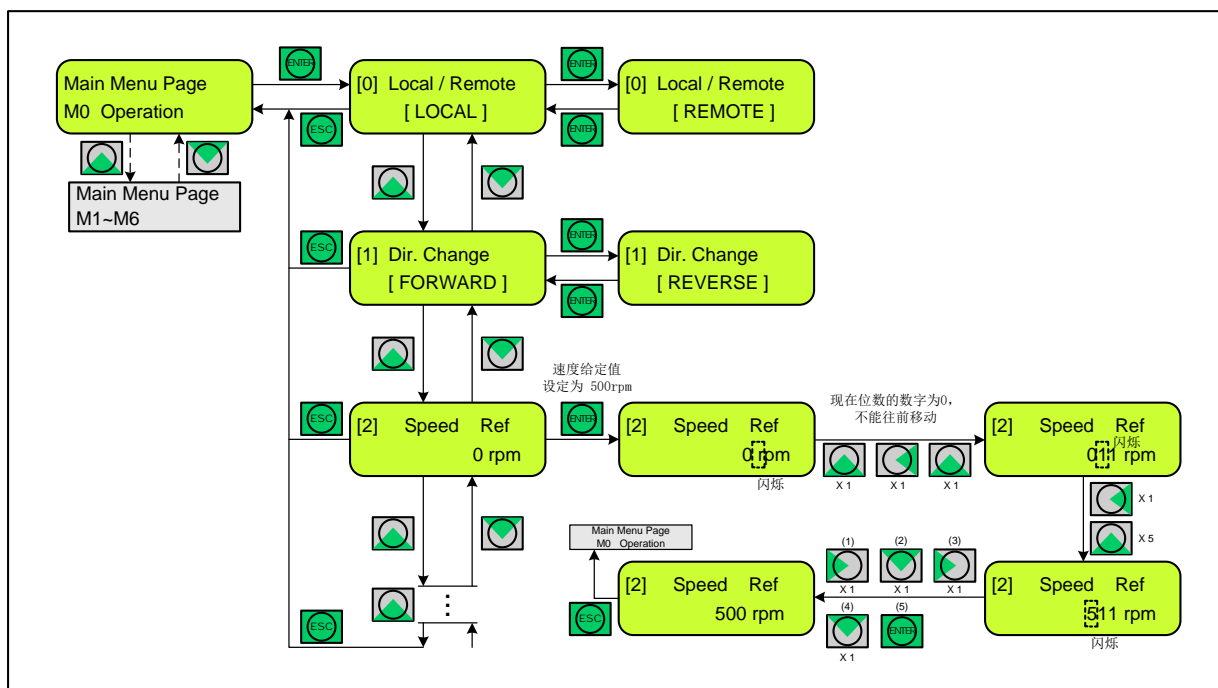 ENTER
ENTER
Main Menu Page
M0 Operation
[0] Local / Remote
[ LOCAL ]
[0] Local / Remote
[ REMOTE ]
ESC
ENTER
Main Menu Page
M1~M6
ESC
ENTER
[1] Dir. Change
[ FORWARD ]
[1] Dir. Change
[ REVERSE ]
ENTER
速度给定值
设定为 500rpm
现在位数的数字为0,
不能往前移动
ESC
ENTER
[2] Speed Ref
0 rpm
[2] Speed Ref
0 rpm
闪烁
X 1
X 1
X 1
[2] Speed Ref
闪烁
011 rpm
X 1
X 5
Main Menu Page
M0 Operation
(1)
(2)
(3)
X 1
X 1
X 1
[2] Speed Ref
500 rpm
[2] Speed Ref
511 rpm
闪烁
ESC
ESC
(4)
(5)
ENTER
X 1
⋮